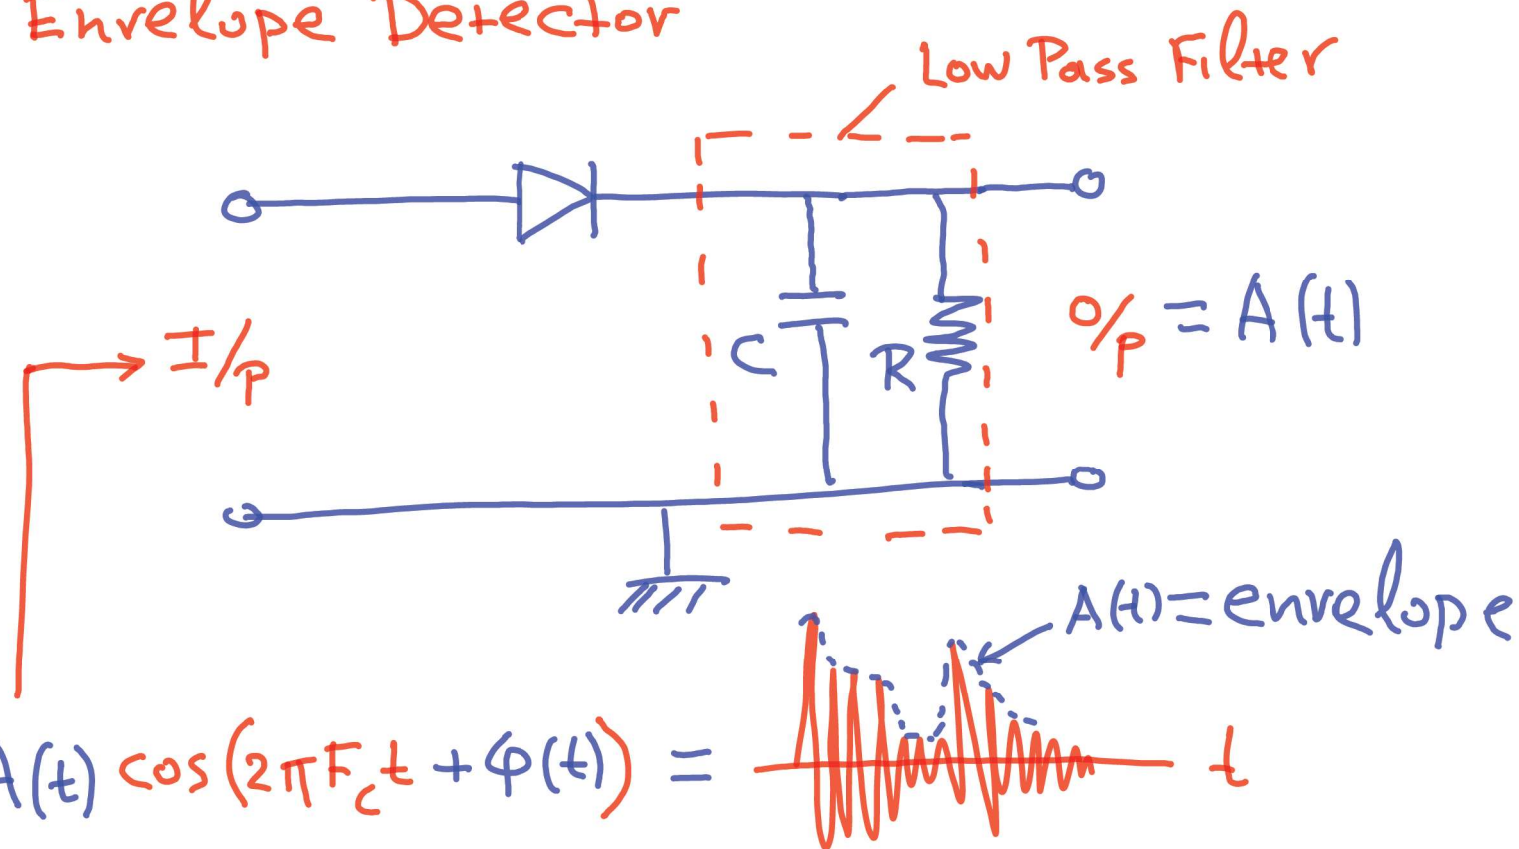 Envelope Detector
Low Pass Filter
I/p
C
R
O/p = A(t)
A(t) = envelope
A(t) cos(2πFct + φ(t)) =
t